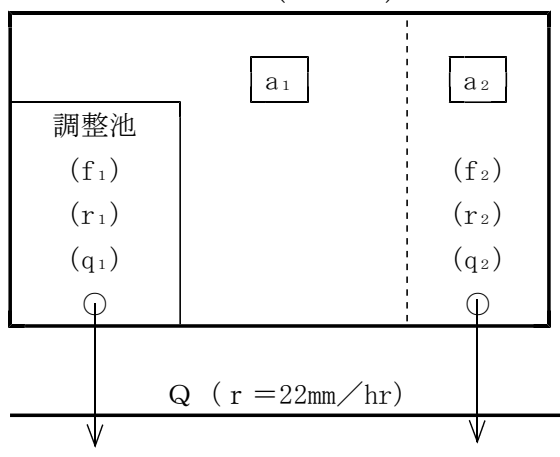 a₁
a₂
調整池
(f₁)
(r₁)
(q₁)
(f₂)
(r₂)
(q₂)
Q （ r ＝22mm／hr)